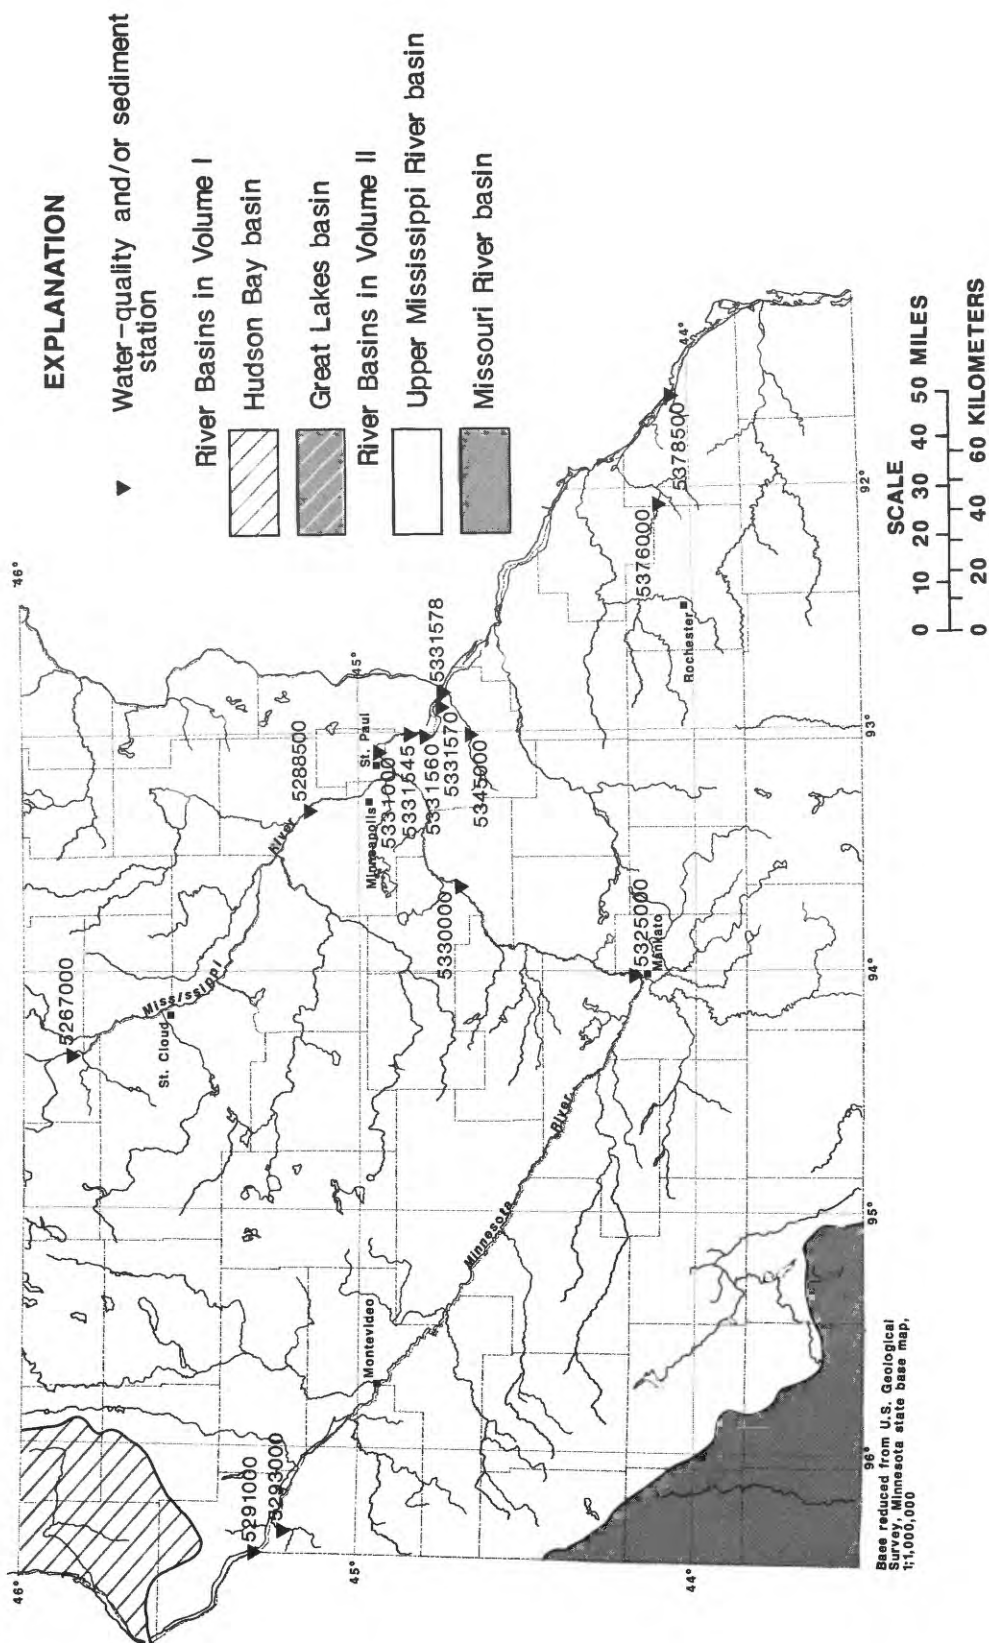 EXPLANATION
Water-quality and/or sediment
station
River Basins in Volume I
Hudson Bay basin
Great Lakes basin
River Basins in Volume II
Upper Mississippi River basin
Missouri River basin
46°
46°
5267000
St. Cloud
Mississippi
River
5288500
5291000
5293000
45°
Montevideo
45°
Minneapolis
St. Paul
5331000
5331545
5331560
5331570
5331578
5345000
5330000
Minnesota
River
5325000
Mankato
5376000
5378500
Rochester
44°
44°
96°
95°
94°
93°
92°
Base reduced from U.S. Geological
Survey, Minnesota state base map,
1:1,000,000
SCALE
0 10 20 30 40 50 MILES
0 20 40 60 KILOMETERS